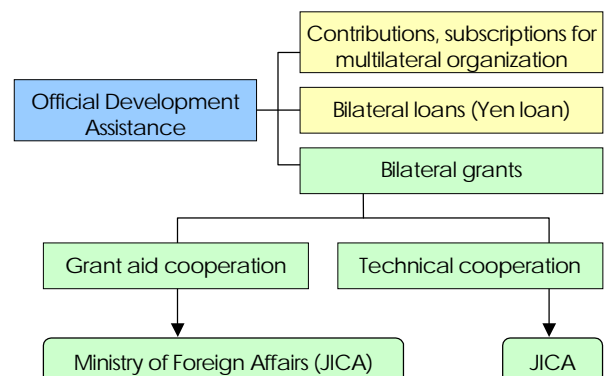 Contributions, subscriptions for
multilateral organization
Official Development
Assistance
Bilateral loans (Yen loan)
Bilateral grants
Grant aid cooperation
Technical cooperation
Ministry of Foreign Affairs (JICA)
JICA